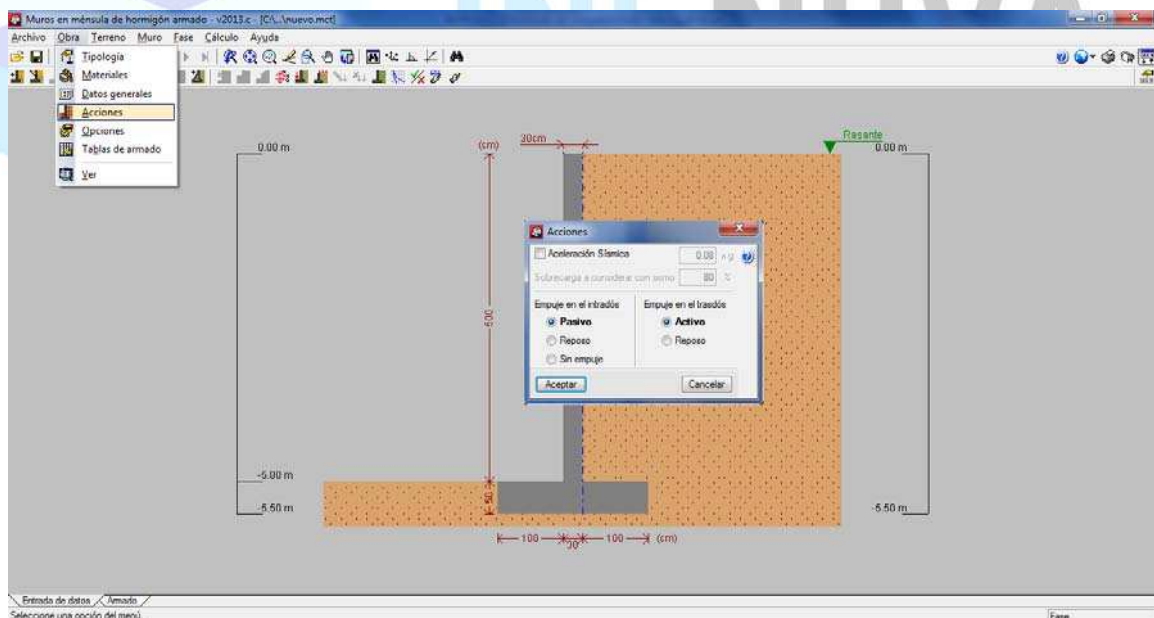 Muros en ménsula de hormigón armado - v2013.c - [C:\...\nuevo.mct]
Archivo Obra Terreno Muro Fase Cálculo Ayuda
Tipología
Materiales
Datos generales
Acciones
Opciones
Tablas de armado
Ver
0.00 m
(cm)
30cm
Rasante
0.00 m
Acciones
Aceleración Sísmica
0.08
Sobrecarga a considerar con sismo
80 %
Empuje en el intradós
Empuje en el trasdós
Pasivo
Activo
Reposo
Reposo
Sin empuje
Aceptar
Cancelar
500
-5.00 m
-5.50 m
50
-5.50 m
100
30
100
(cm)
Entrada de datos
Armado
Seleccione una opción del menú
Fase